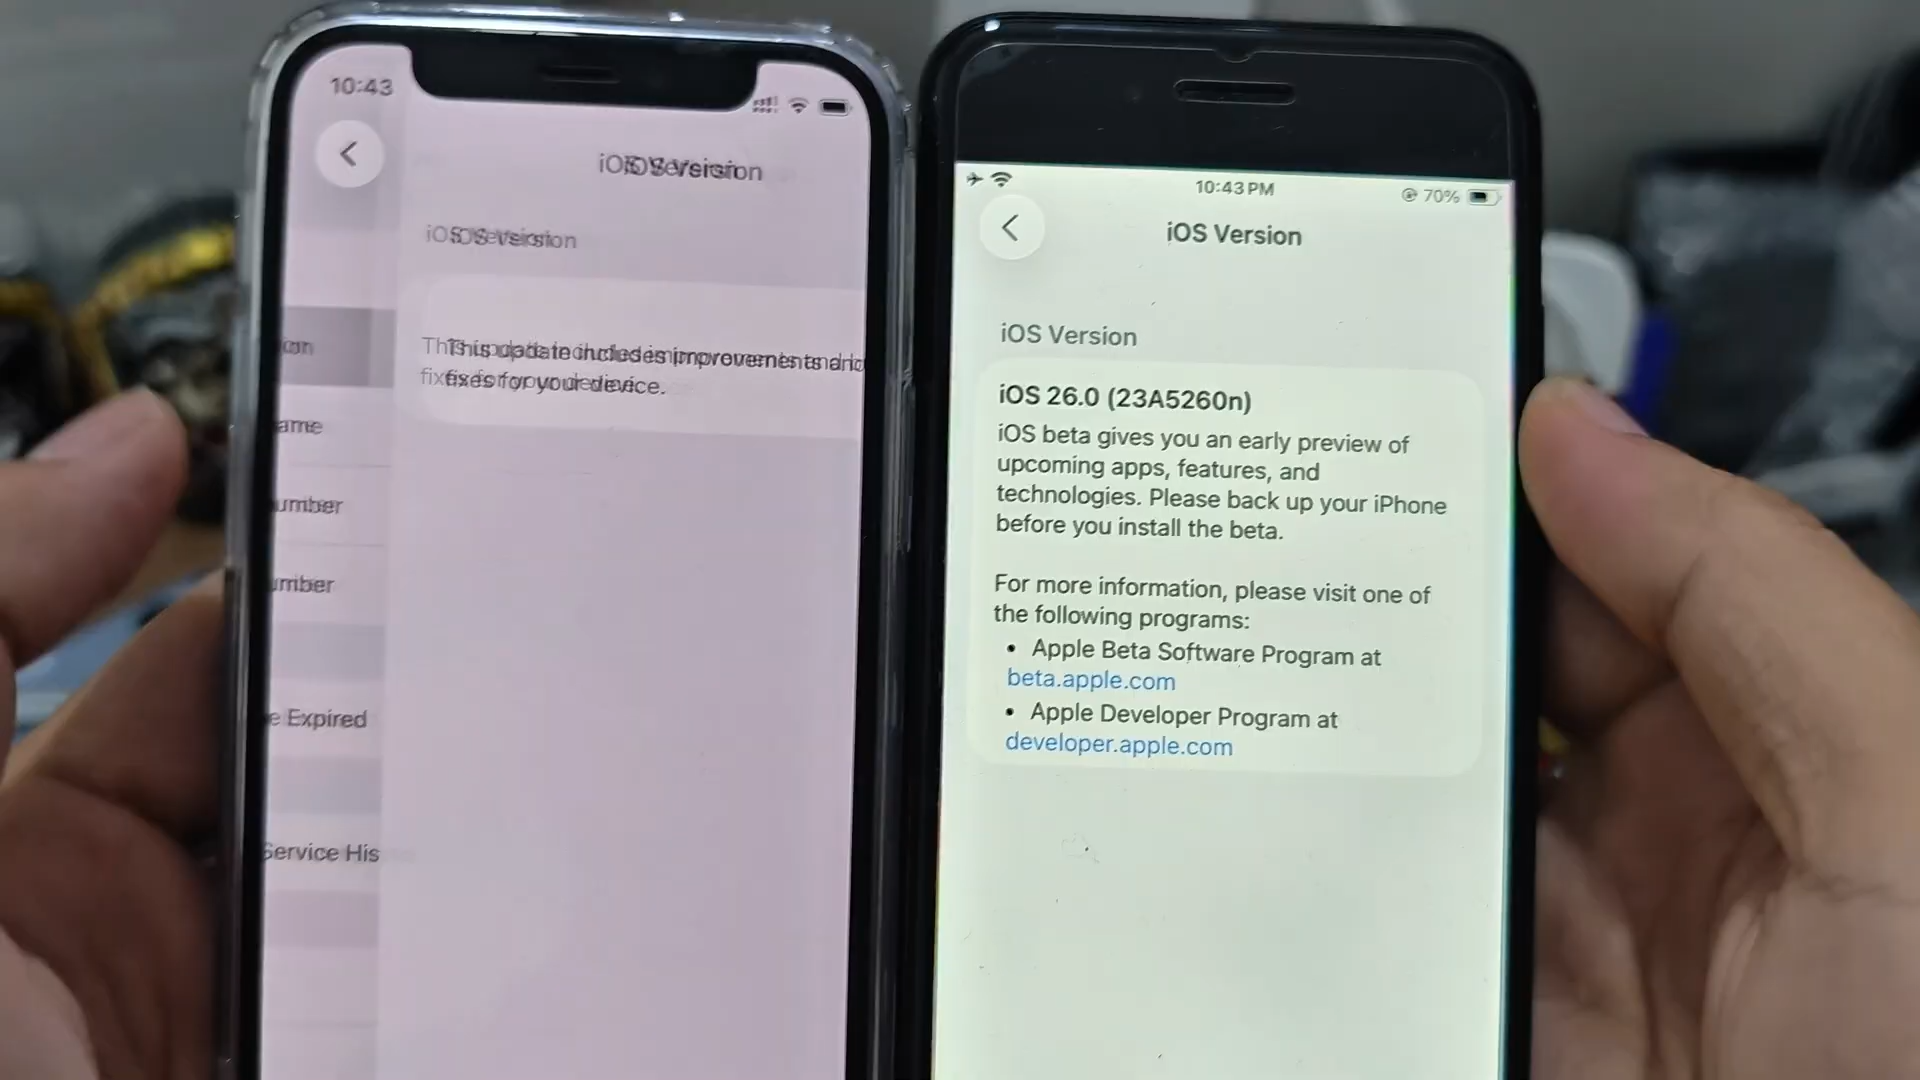 10:43
iOS Version
iOS Version
This update includes improvements and
fixes for your device.
ame
umber
umber
e Expired
Service His
10:43 PM
70%
iOS Version
iOS Version
iOS 26.0 (23A5260n)
iOS beta gives you an early preview of
upcoming apps, features, and
technologies. Please back up your iPhone
before you install the beta.
For more information, please visit one of
the following programs:
• Apple Beta Software Program at
beta.apple.com
• Apple Developer Program at
developer.apple.com